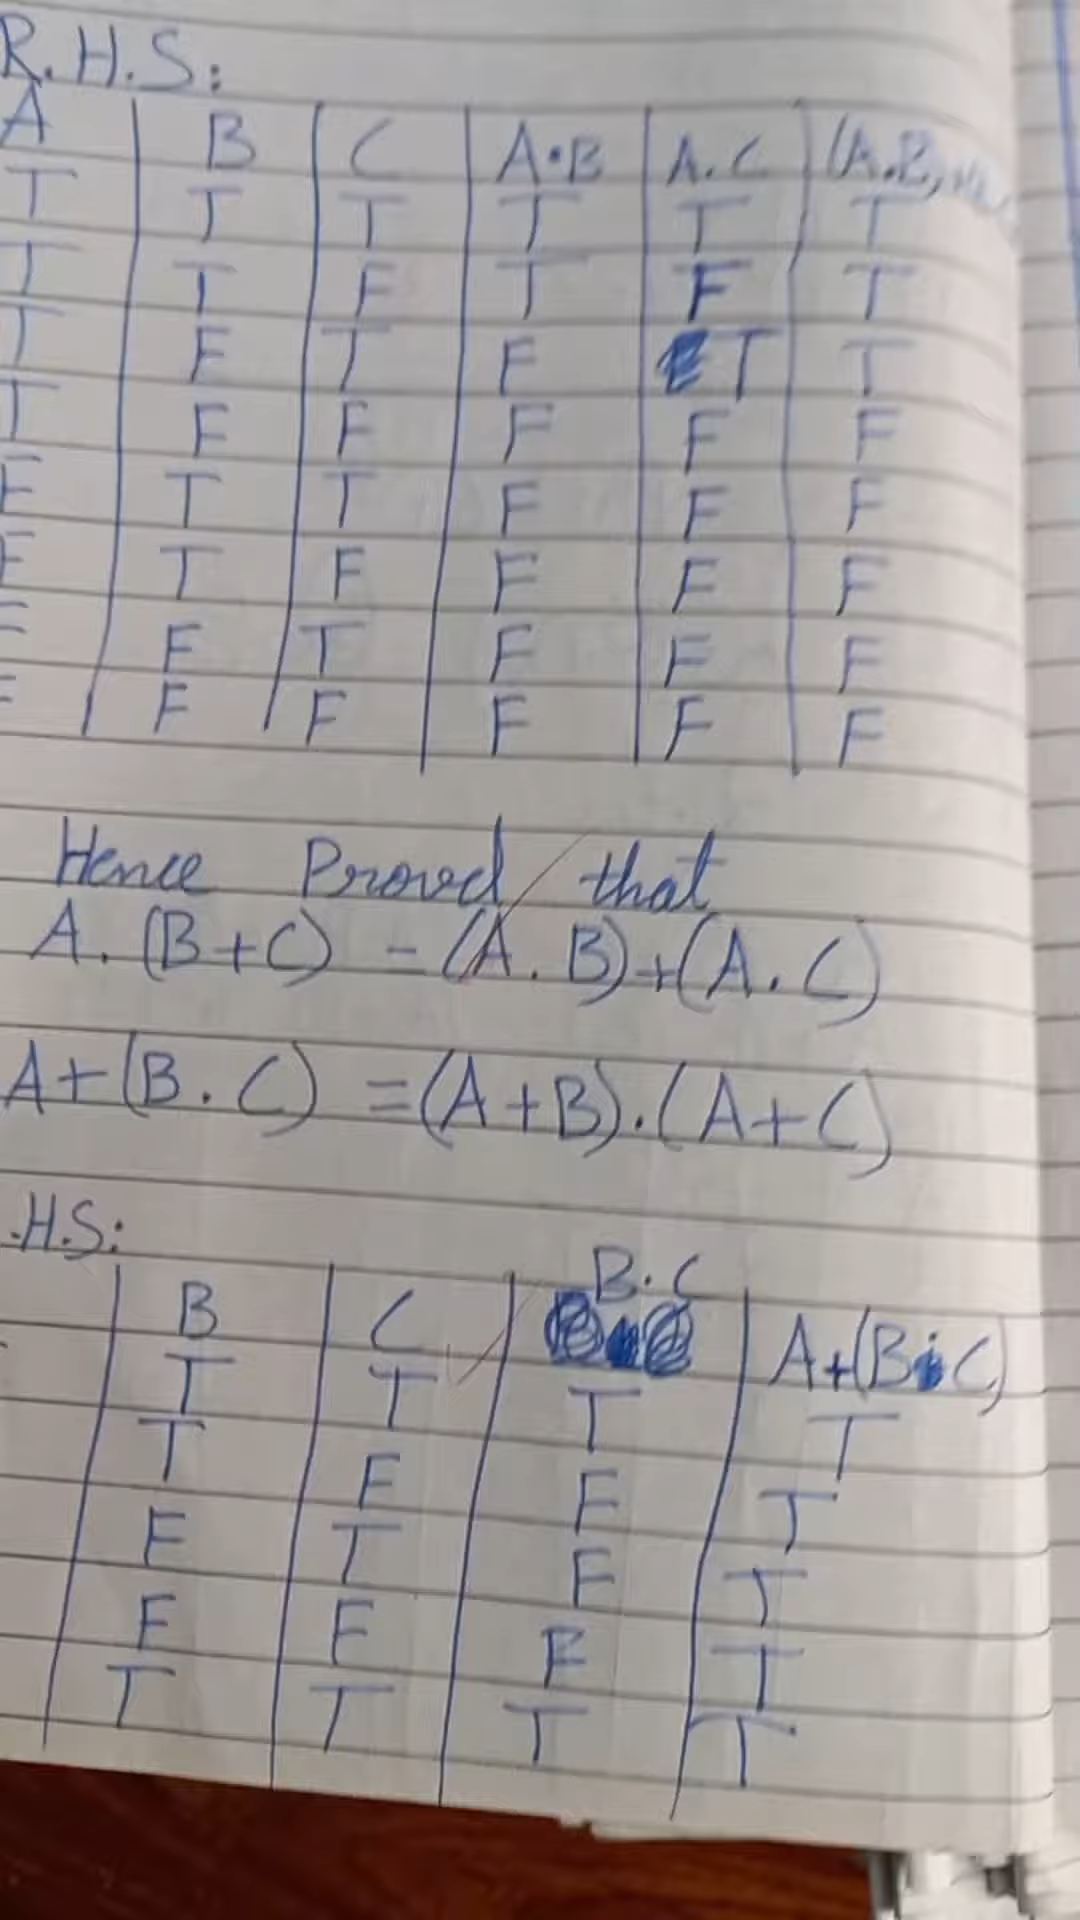 R.H.S:
A B C A·B A.C (A.B)
T T T T T T
T T F T F T
T F T F T T
T F F F F F
F T T F F F
F T F F F F
F F T F F F
F F F F F F
Hence Proved that
A. (B+C) = (A.B)+(A.C)
A+(B.C) =(A+B).(A+C)
.H.S:
B C B.C A+(B.C)
T T T T
T F F T
F T F T
F F F T
T T T T